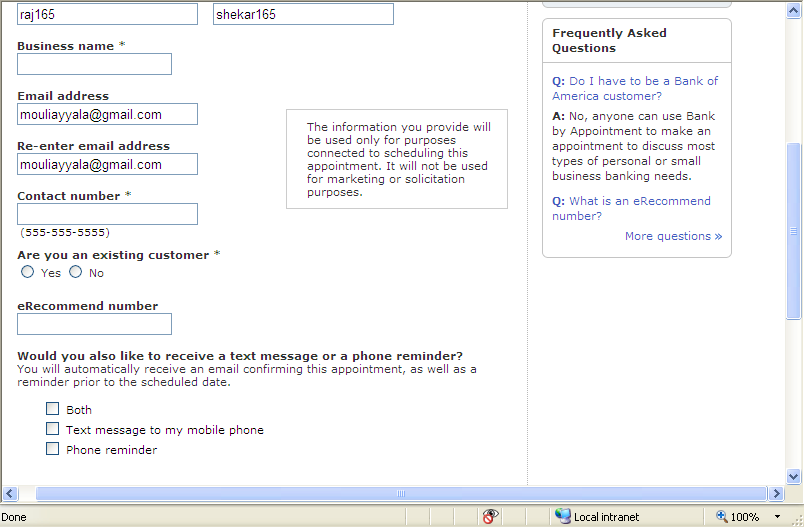 raj165 shekar165
Business name *
Email address
mouliayyala@gmail.com
Re-enter email address
mouliayyala@gmail.com
Contact number *
(555-555-5555)
Are you an existing customer *
Yes No
eRecommend number
Would you also like to receive a text message or a phone reminder?
You will automatically receive an email confirming this appointment, as well as a
reminder prior to the scheduled date.
Both
Text message to my mobile phone
Phone reminder
The information you provide will
be used only for purposes
connected to scheduling this
appointment. It will not be used
for marketing or solicitation
purposes.
Frequently Asked
Questions
Q: Do I have to be a Bank of
America customer?
A: No, anyone can use Bank
by Appointment to make an
appointment to discuss most
types of personal or small
business banking needs.
Q: What is an eRecommend
number?
More questions »
Done Local intranet 100%